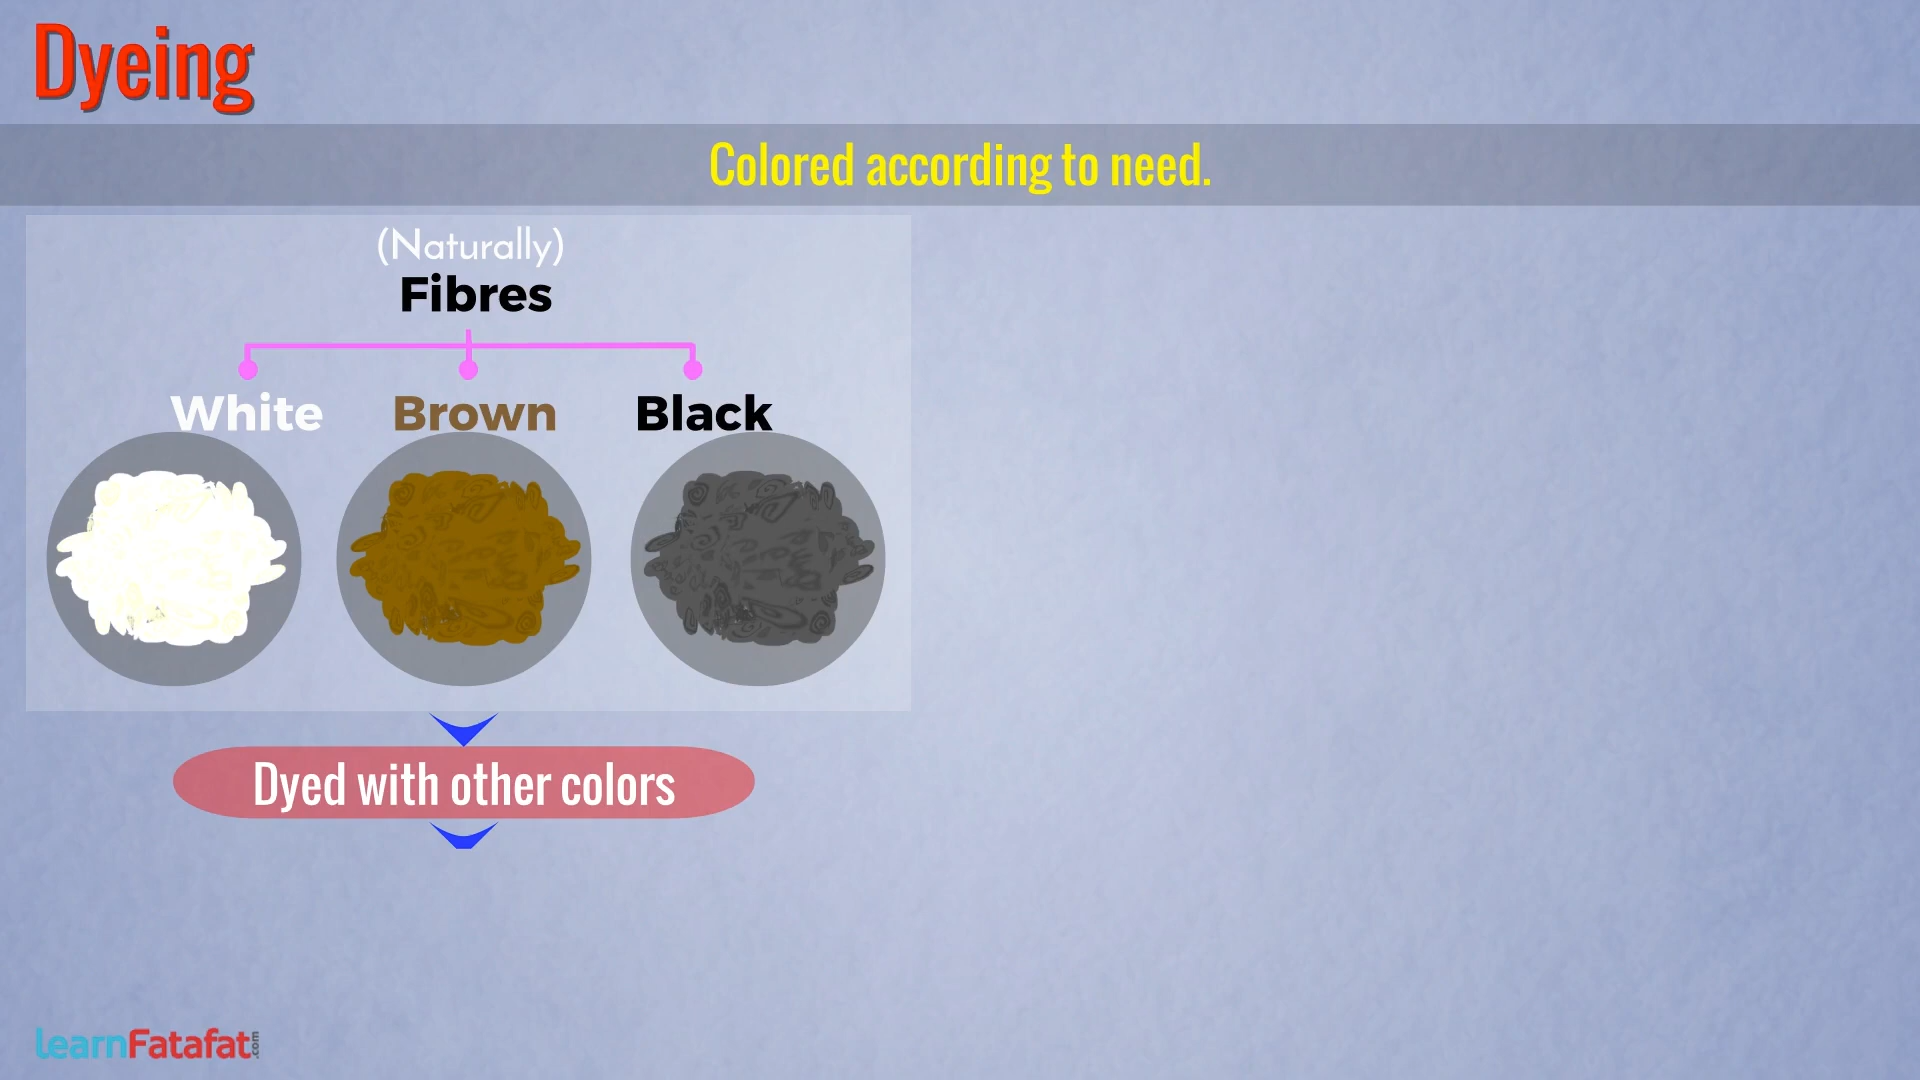 Dyeing
Colored according to need.
(Naturally)
Fibres
White Brown Black
Dyed with other colors
LearnFatafat.com